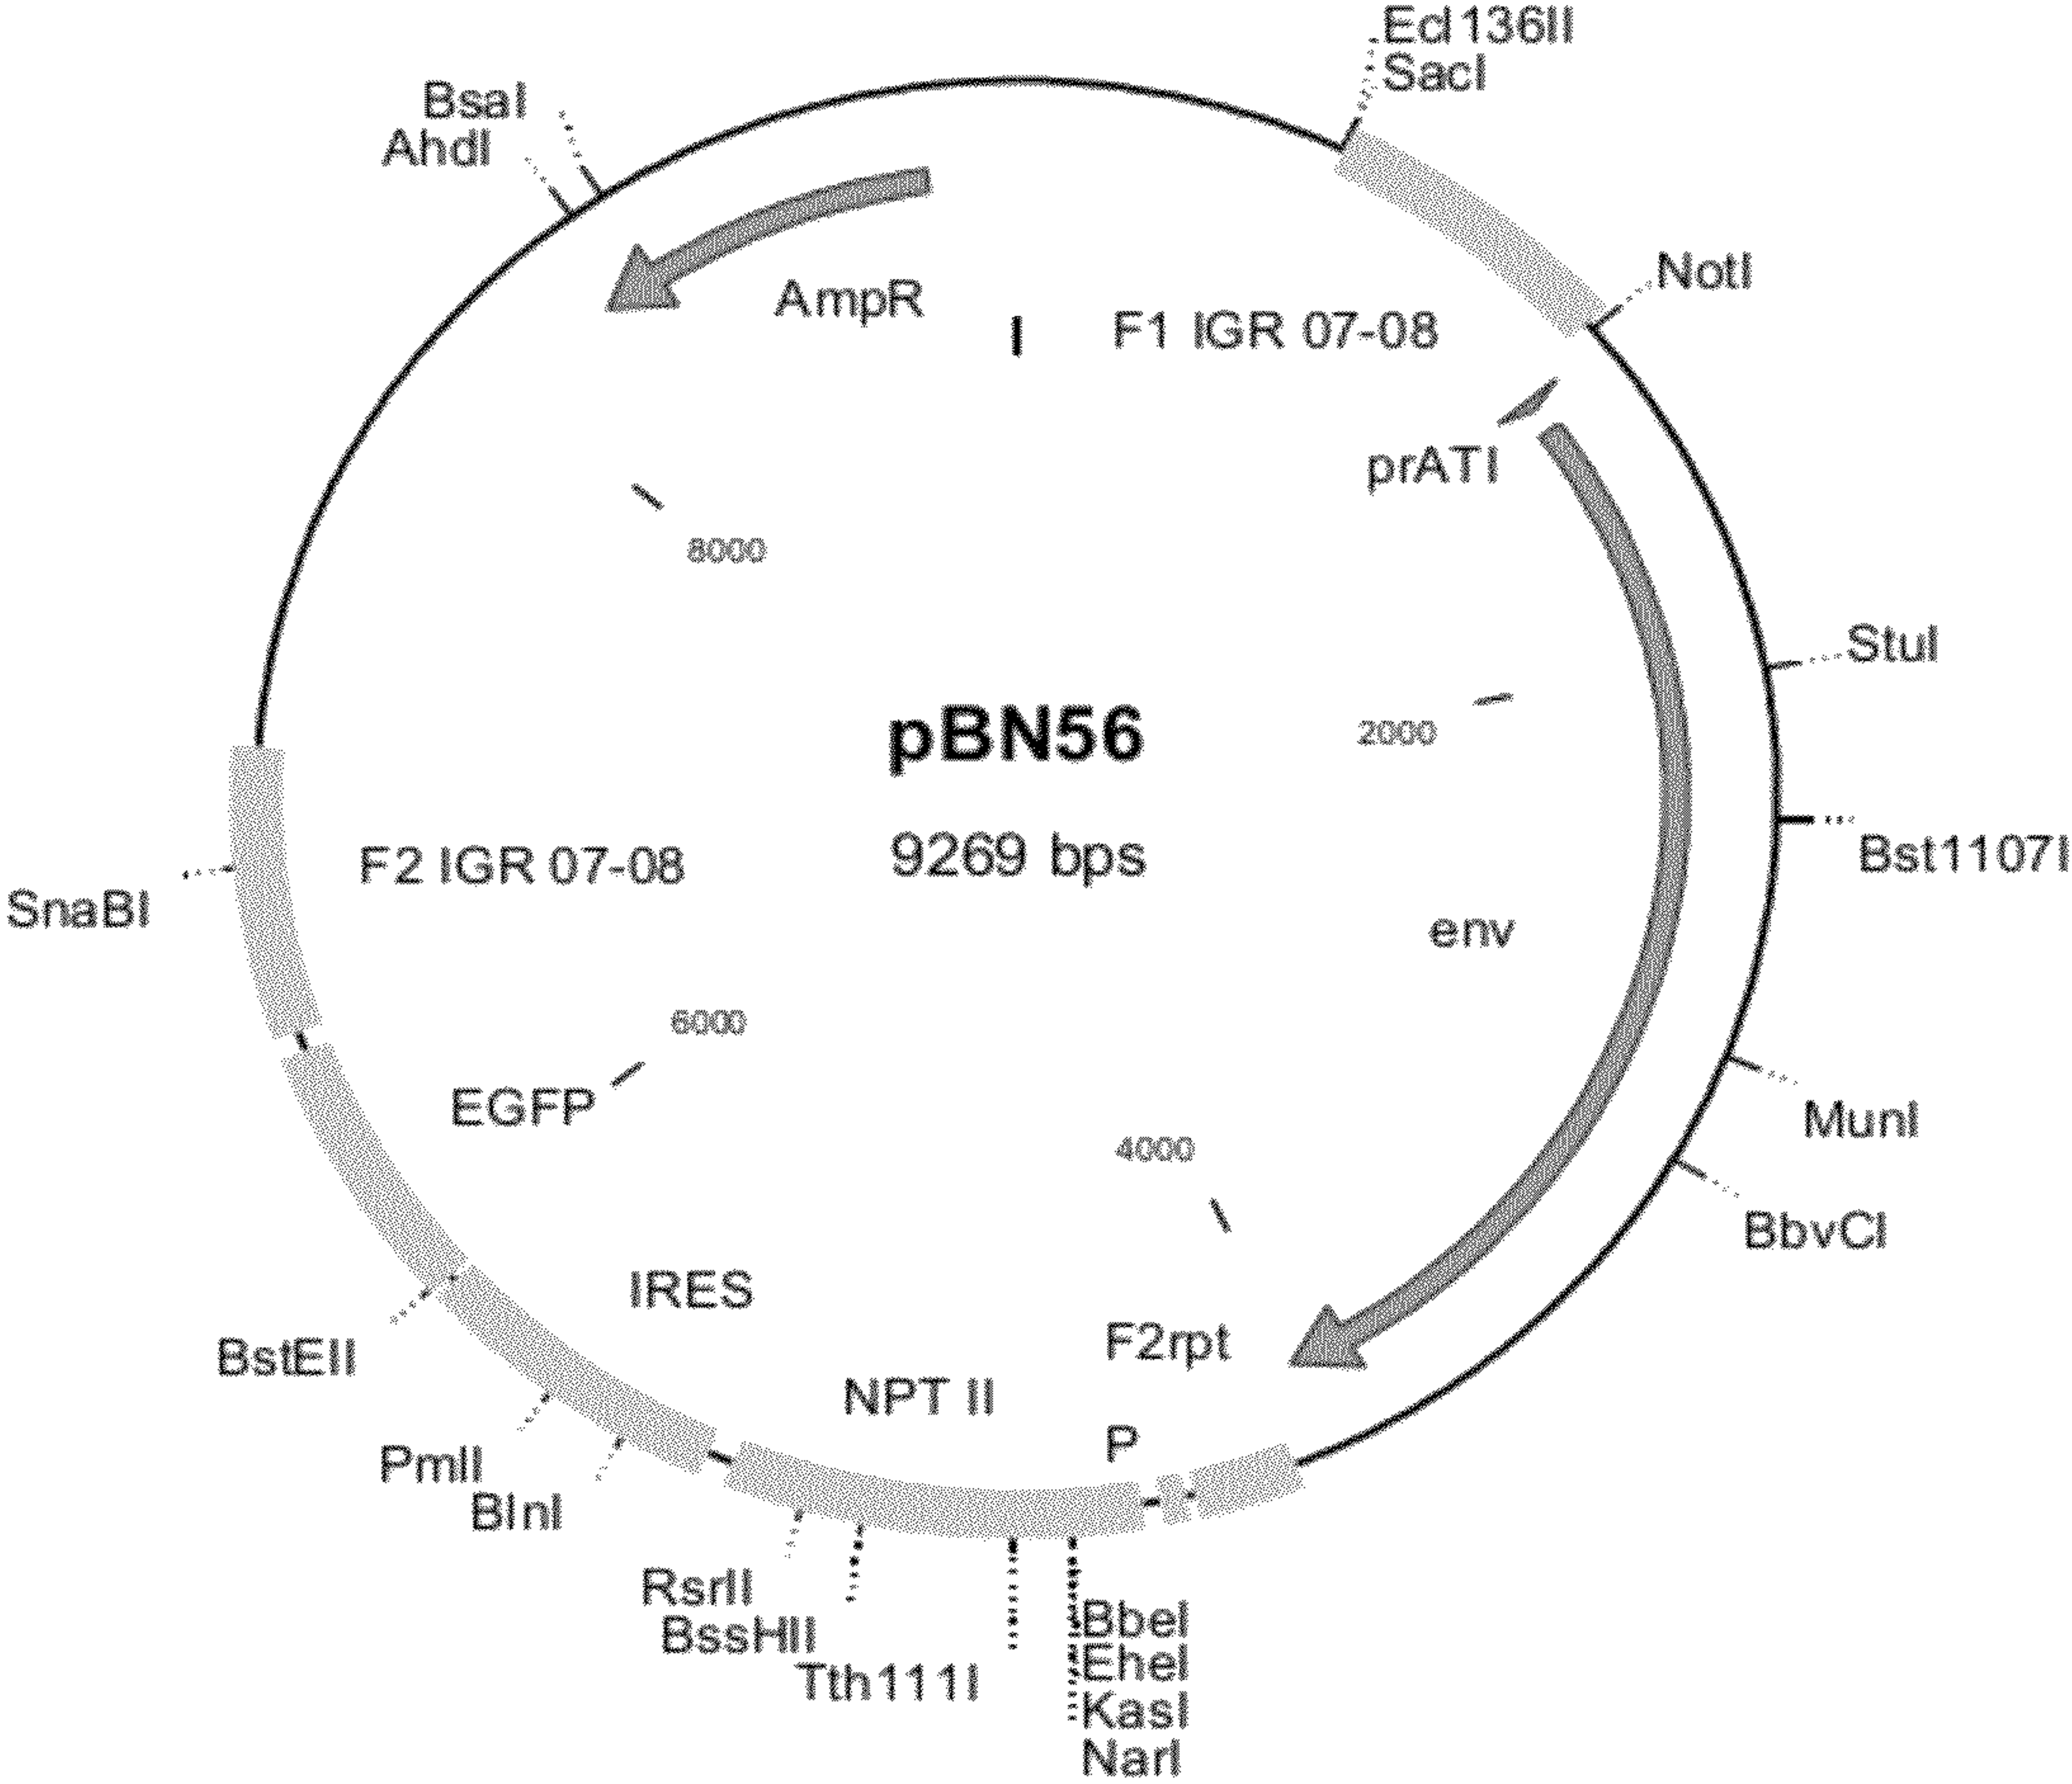 Ecl136II
SacI
BsaI
AhdI
NotI
AmpR
F1 IGR 07-08
prATI
8000
StuI
pBN56
2000
9269 bps
Bst1107I
F2 IGR 07-08
SnaBI
env
6000
EGFP
MunI
4000
BbvCI
IRES
F2rpt
BstEII
NPT II
P
PmlI
BlnI
RsrII
BssHII
Tth111I
BbeI
EheI
KasI
NarI